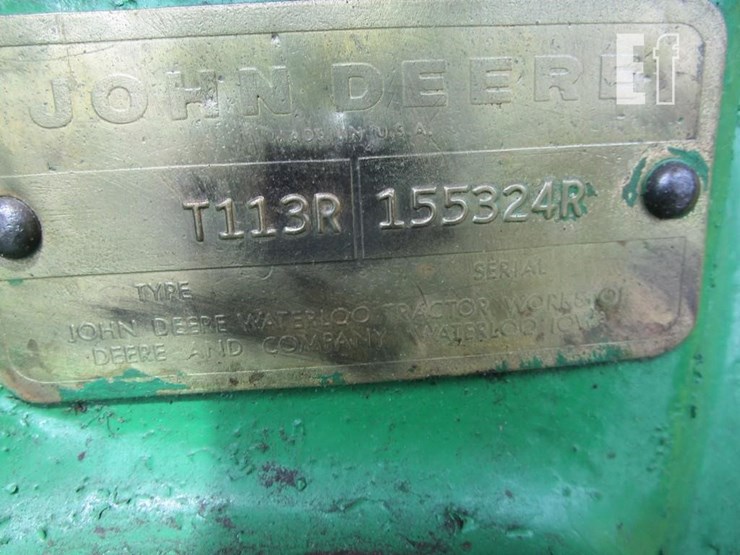 Ef
JOHN DEERE
MADE IN U.S.A.
T113R 155324R
TYPE SERIAL
JOHN DEERE WATERLOO TRACTOR WORKS OF
DEERE AND COMPANY WATERLOO IOWA